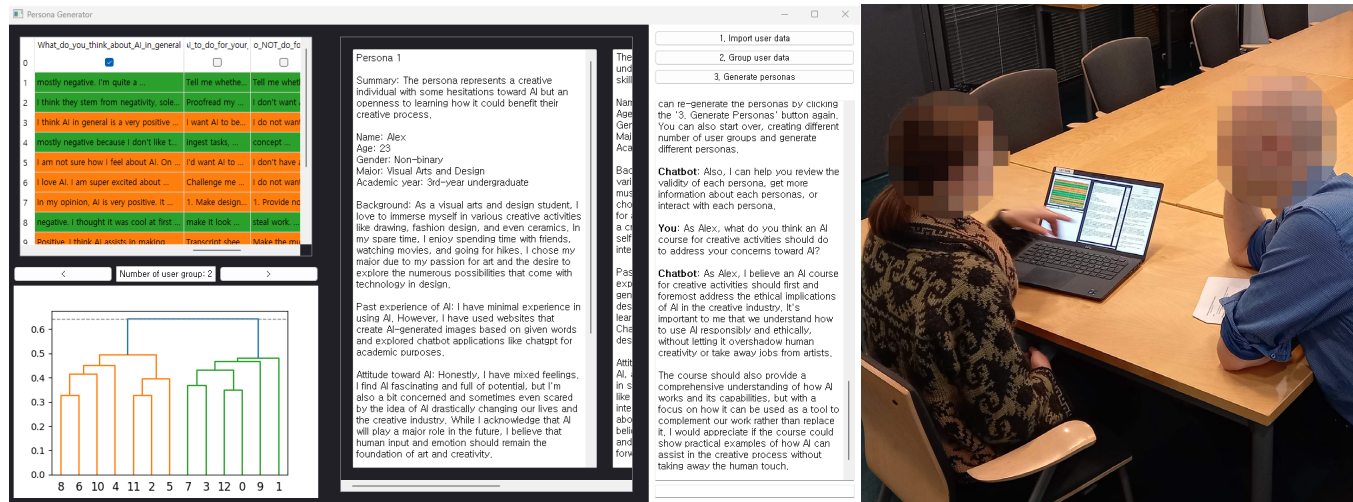 Persona Generator
What_do_you_think_about_AI_in_general
0
1 mostly negative. I'm quite a ... Tell me whethe...
2 I think they stem from negativity, sole... Proofread my ... I don't want
3 I think AI in general is a very positive ... I want AI to be... I do not want
4 mostly negative because I don't like t... ingest tasks, ... concept ...
5 I am not sure how I feel about AI. On ... I'd want AI to ... I don't have
6 I love AI. I am super excited about ... Challenge me ... I do not want
7 In my opinion, AI is very positive. It ... 1. Make design... 1. Provide no
8 negative. I thought it was cool at first ... make it look ... steal work. ...
9 Positive. I think AI assists in making Transcript shee... Make the mu
< Number of user group: 2 >
0.6
0.5
0.4
0.3
0.2
0.1
0.0
8 6 10 4 11 2 5 7 3 12 0 9 1
Persona 1
Summary: The persona represents a creative
individual with some hesitations toward AI but an
openness to learning how it could benefit their
creative process.
Name: Alex
Age: 23
Gender: Non-binary
Major: Visual Arts and Design
Academic year: 3rd-year undergraduate
Background: As a visual arts and design student, I
love to immerse myself in various creative activities
like drawing, fashion design, and even ceramics. In
my spare time, I enjoy spending time with friends,
watching movies, and going for hikes. I chose my
major due to my passion for art and the desire to
explore the numerous possibilities that come with
technology in design.
Past experience of AI: I have minimal experience in
using AI. However, I have used websites that
create AI-generated images based on given words
and explored chatbot applications like chatgpt for
academic purposes.
Attitude toward AI: Honestly, I have mixed feelings.
I find AI fascinating and full of potential, but I'm
also a bit concerned and sometimes even scared
by the idea of AI drastically changing our lives and
the creative industry. While I acknowledge that AI
will play a major role in the future, I believe that
human input and emotion should remain the
foundation of art and creativity.
1. Import user data
2. Group user data
3. Generate personas
can re-generate the personas by clicking
the '3. Generate Personas' button again.
You can also start over, creating different
number of user groups and generate
different personas.
Chatbot: Also, I can help you review the
validity of each persona, get more
information about each personas, or
interact with each persona.
You: As Alex, what do you think an AI
course for creative activities should do
to address your concerns toward AI?
Chatbot: As Alex, I believe an AI course
for creative activities should first and
foremost address the ethical implications
of AI in the creative industry. It's
important to me that we understand how
to use AI responsibly and ethically,
without letting it overshadow human
creativity or take away jobs from artists.
The course should also provide a
comprehensive understanding of how AI
works and its capabilities, but with a
focus on how it can be used as a tool to
complement our work rather than replace
it. I would appreciate if the course could
show practical examples of how AI can
assist in the creative process without
taking away the human touch.